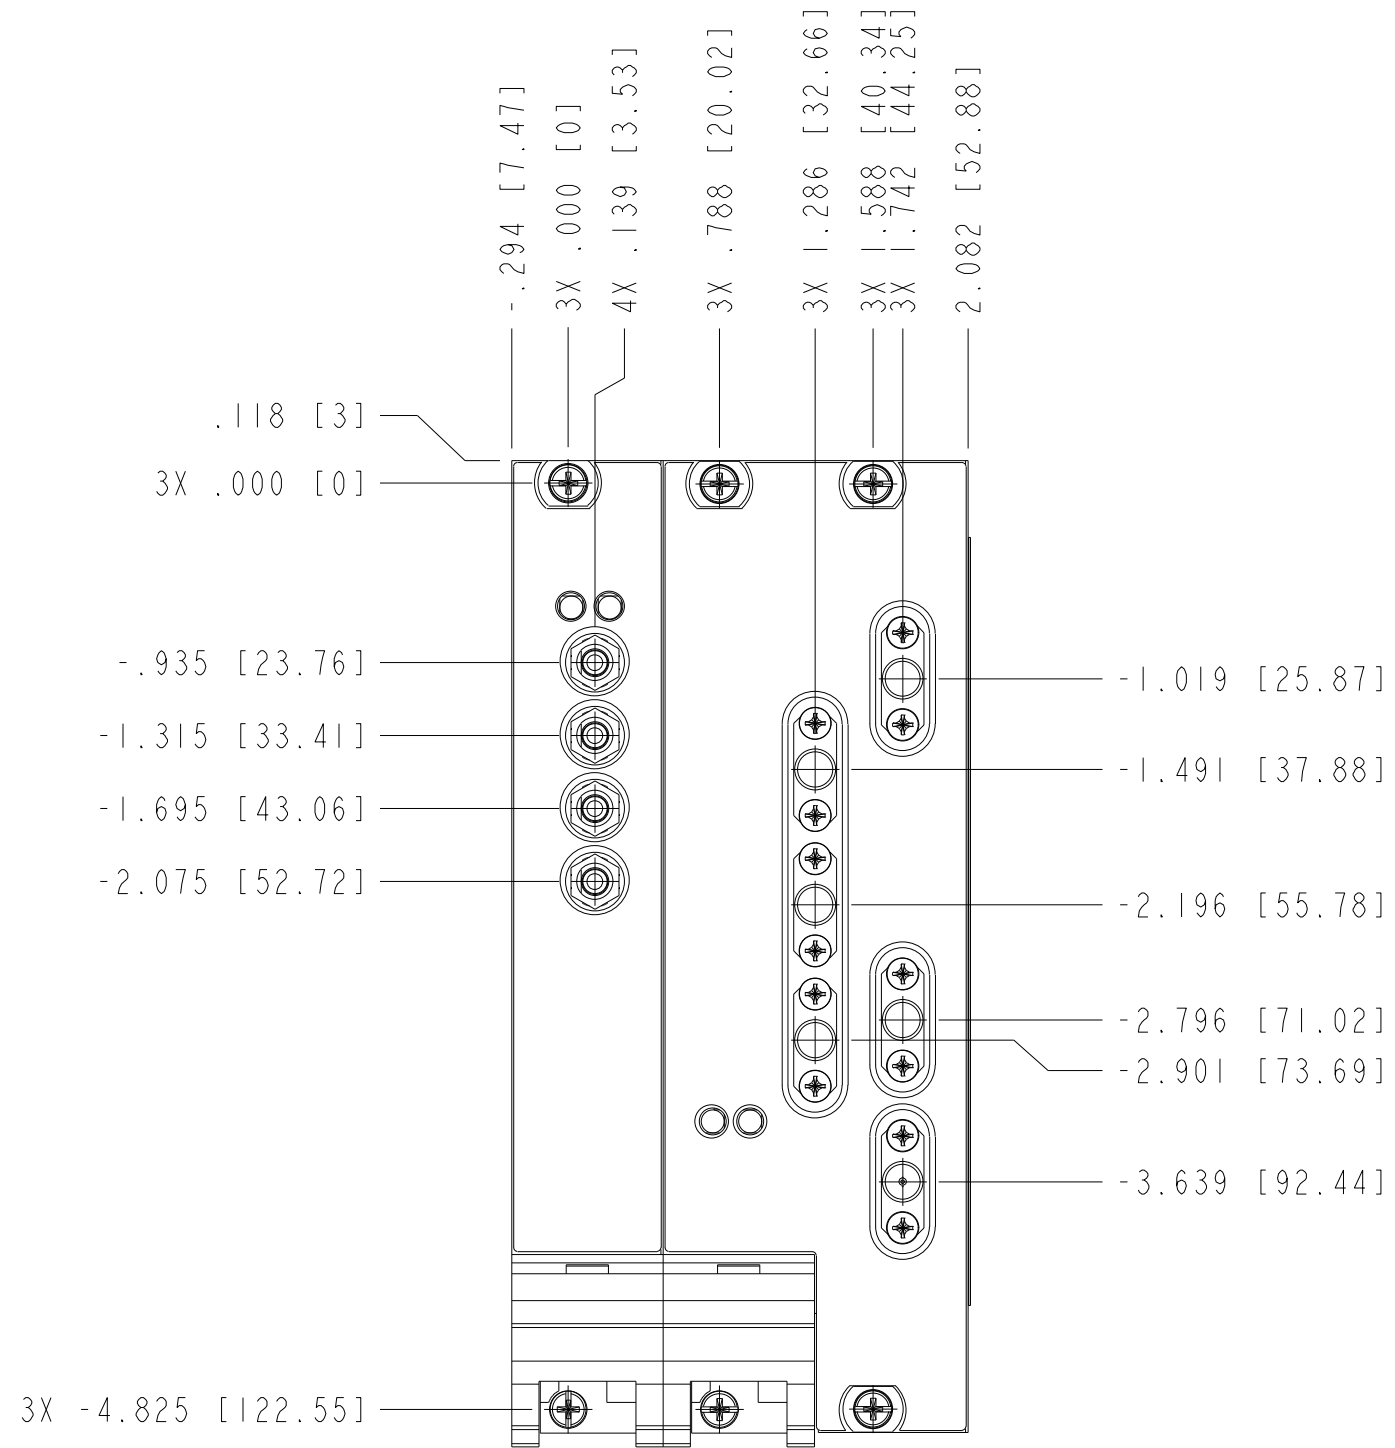 -.294 [7.47]
3X .000 [0]
4X .139 [3.53]
3X .788 [20.02]
3X 1.286 [32.66]
3X 1.588 [40.34]
3X 1.742 [44.25]
2.082 [52.88]
.118 [3]
3X .000 [0]
-.935 [23.76]
-1.315 [33.41]
-1.695 [43.06]
-2.075 [52.72]
3X -4.825 [122.55]
-1.019 [25.87]
-1.491 [37.88]
-2.196 [55.78]
-2.796 [71.02]
-2.901 [73.69]
-3.639 [92.44]